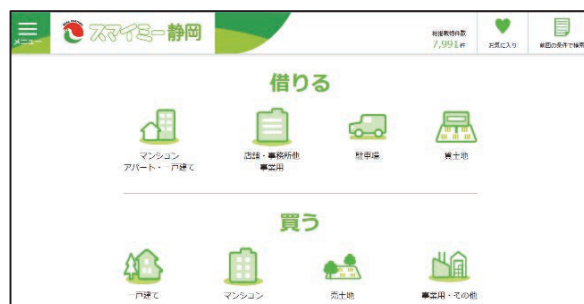 メニュー
スマイミー静岡
総掲載物件数
7,991件
お気に入り
前回の条件で検索
借りる
マンション
アパート・一戸建て
店舗・事務所他
事業用
駐車場
貸土地
買う
一戸建て
マンション
売土地
事業用・その他